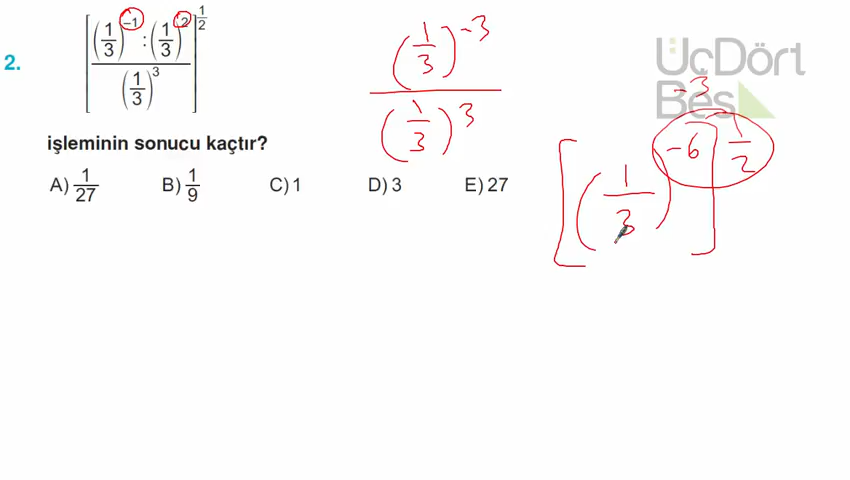 2. [((1/3)^-1 : (1/3)^2) / (1/3)^3]^1/2
işleminin sonucu kaçtır?
A) 1/27 B) 1/9 C) 1 D) 3 E) 27
(1/3)^-3 / (1/3)^3
ÜçDört
Beş
-3
[(1/3)^-6]^1/2